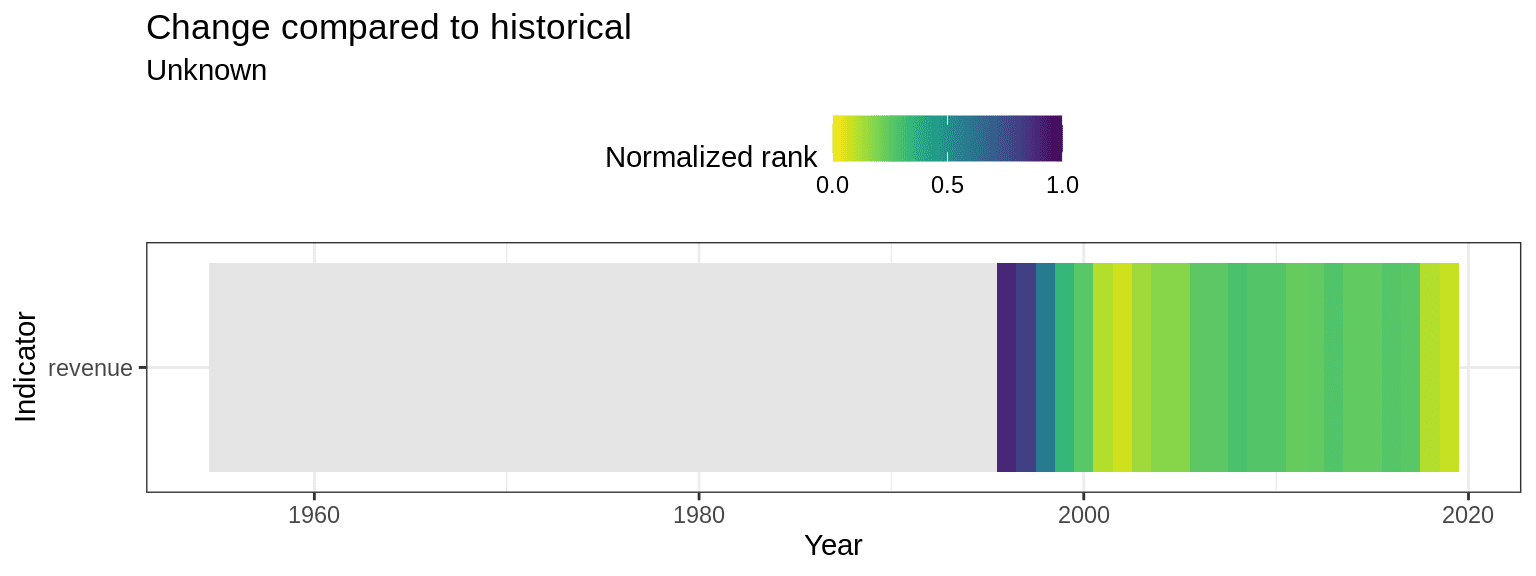 Change compared to historical
Unknown
Normalized rank
0.0 0.5 1.0
Indicator
revenue
1960 1980 2000 2020
Year